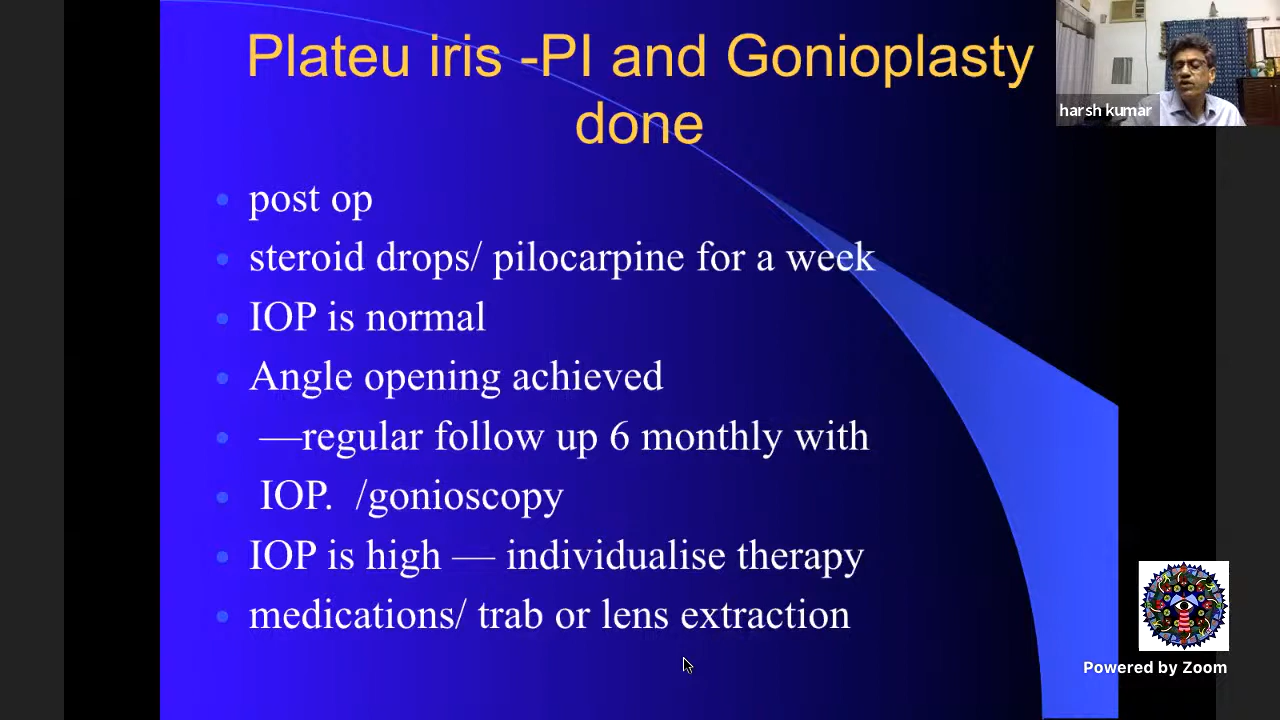 Plateu iris -PI and Gonioplasty
done
harsh kumar
post op
steroid drops/ pilocarpine for a week
IOP is normal
Angle opening achieved
—regular follow up 6 monthly with
IOP.  /gonioscopy
IOP is high — individualise therapy
medications/ trab or lens extraction
Powered by Zoom